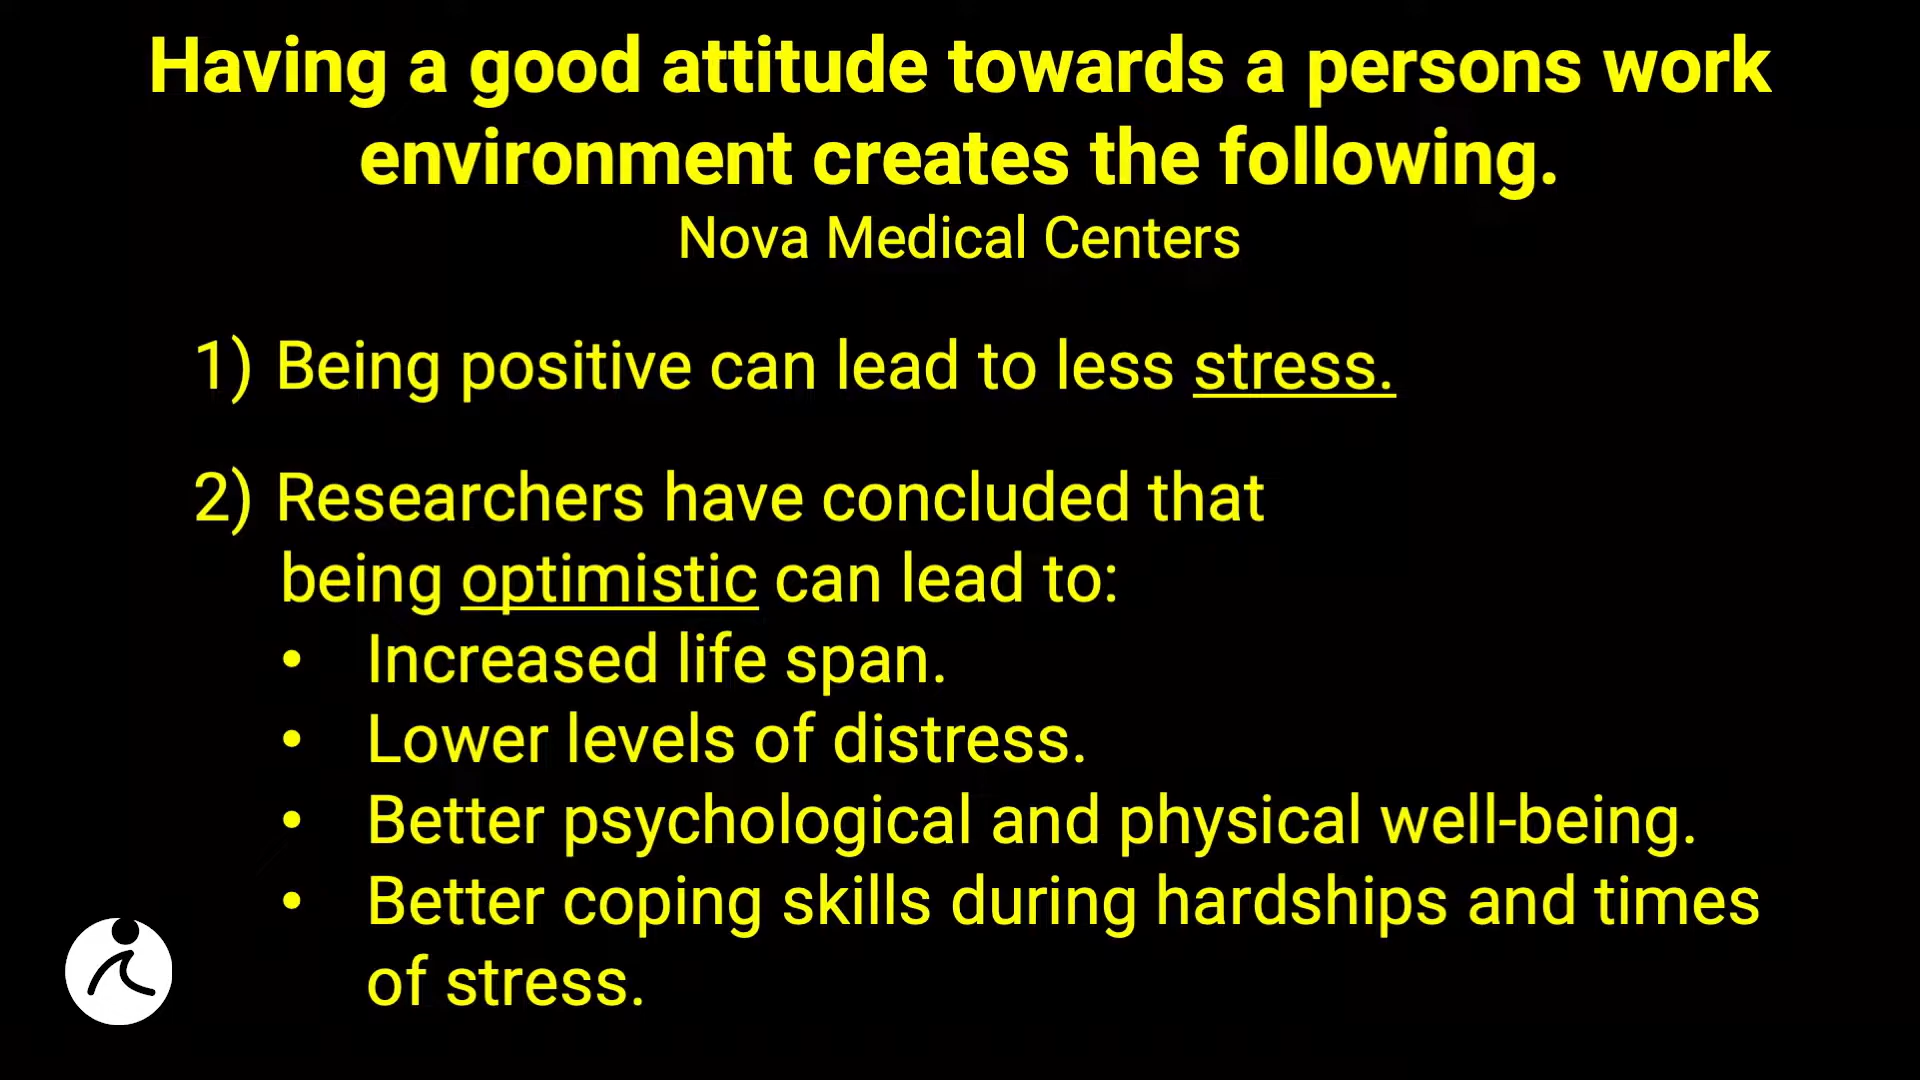 Having a good attitude towards a persons work
environment creates the following.
Nova Medical Centers
1) Being positive can lead to less stress.
2) Researchers have concluded that
being optimistic can lead to:
• Increased life span.
• Lower levels of distress.
• Better psychological and physical well-being.
• Better coping skills during hardships and times
of stress.